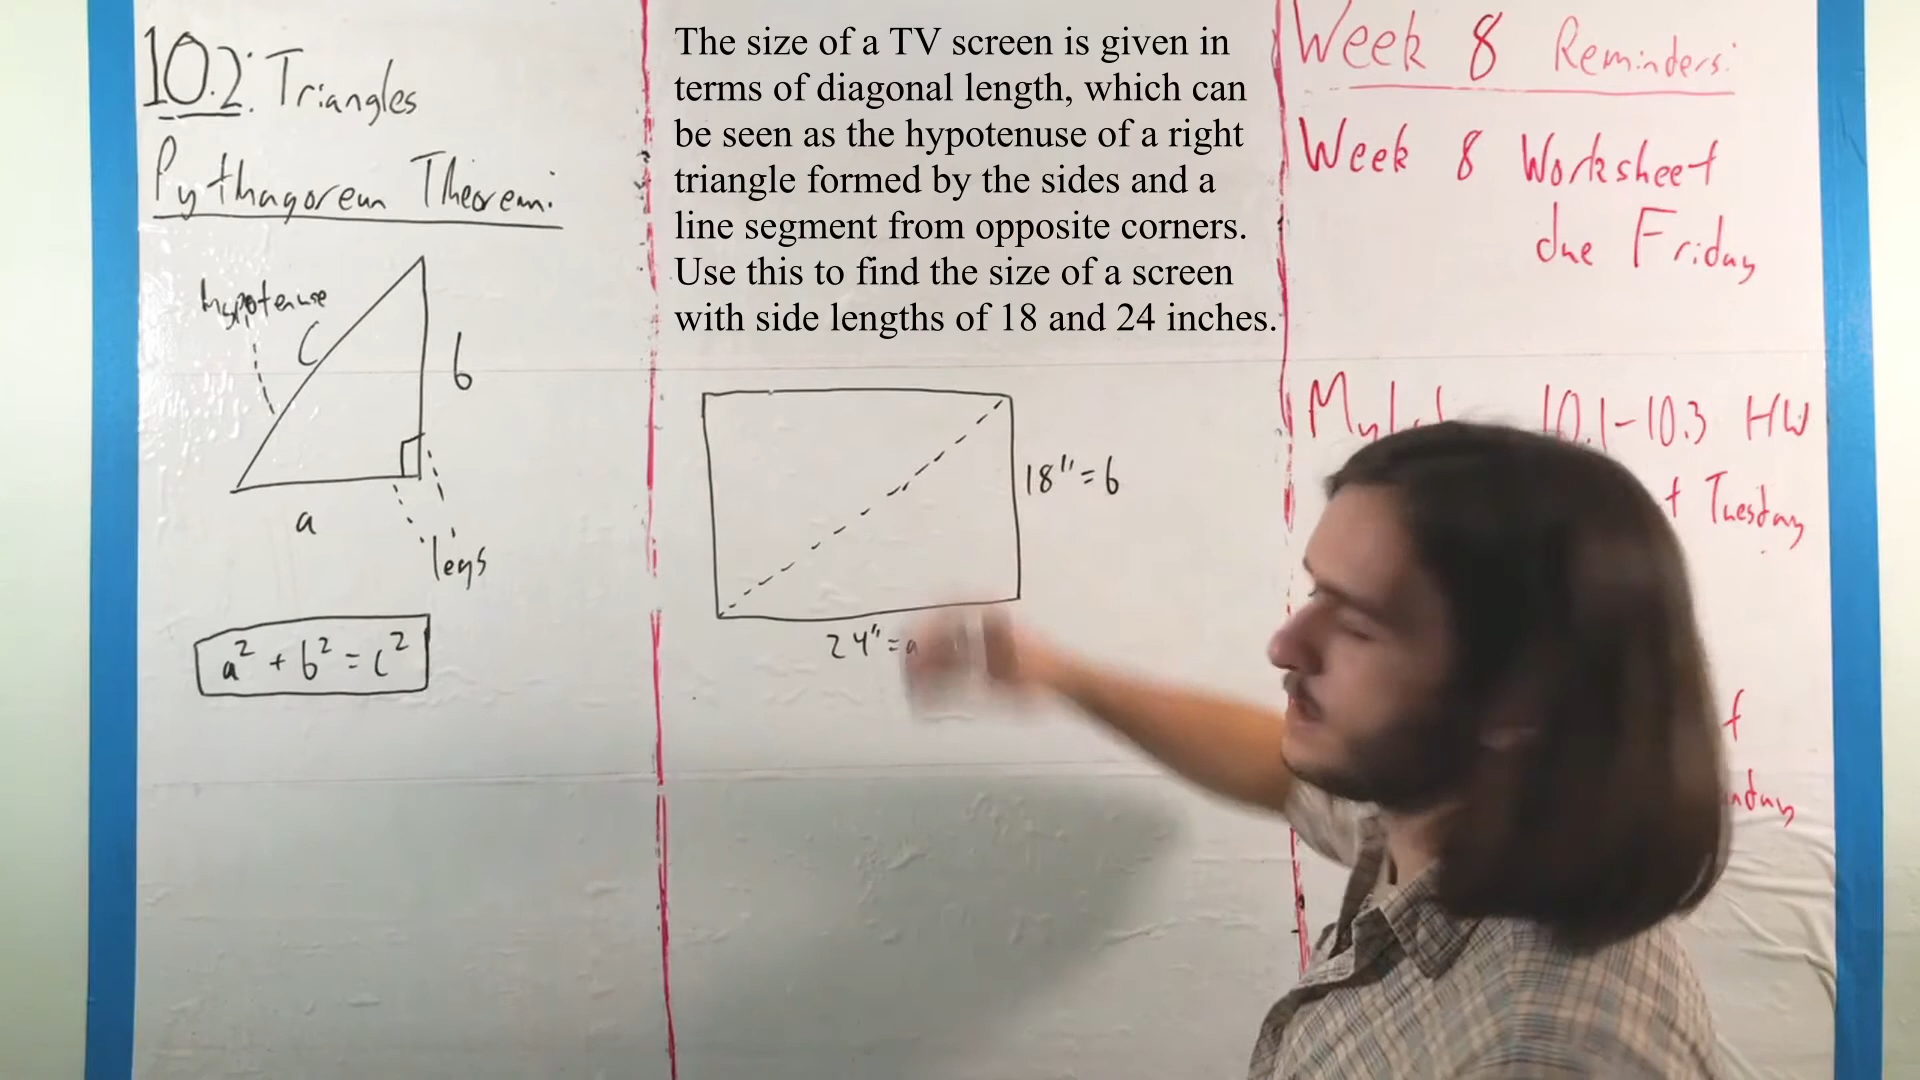 10.2: Triangles
Pythagorean Theorem:
hypotenuse
c
b
a
legs
a² + b² = c²
The size of a TV screen is given in
terms of diagonal length, which can
be seen as the hypotenuse of a right
triangle formed by the sides and a
line segment from opposite corners.
Use this to find the size of a screen
with side lengths of 18 and 24 inches.
18" = b
24" = a
Week 8 Reminders:
Week 8 Worksheet
due Friday
10.1-10.3 HW
Tuesday